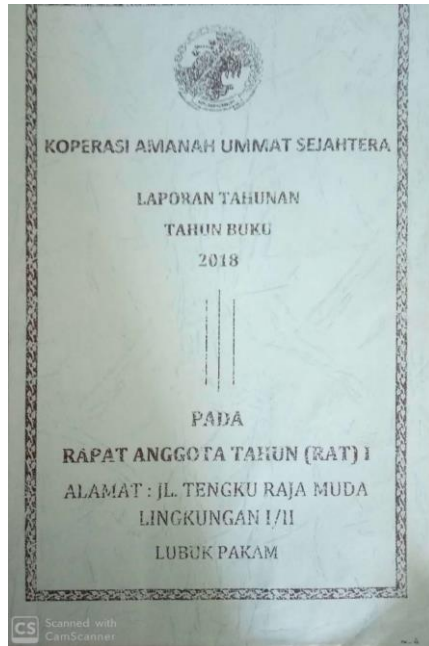 KOPERASI AMANAH UMMAT SEJAHTERA
LAPORAN TAHUNAN
TAHUN BUKU
2018
PADA
RAPAT ANGGOTA TAHUN (RAT) I
ALAMAT : JL. TENGKU RAJA MUDA
LINGKUNGAN I/II
LUBUK PAKAM
CS Scanned with
CamScanner